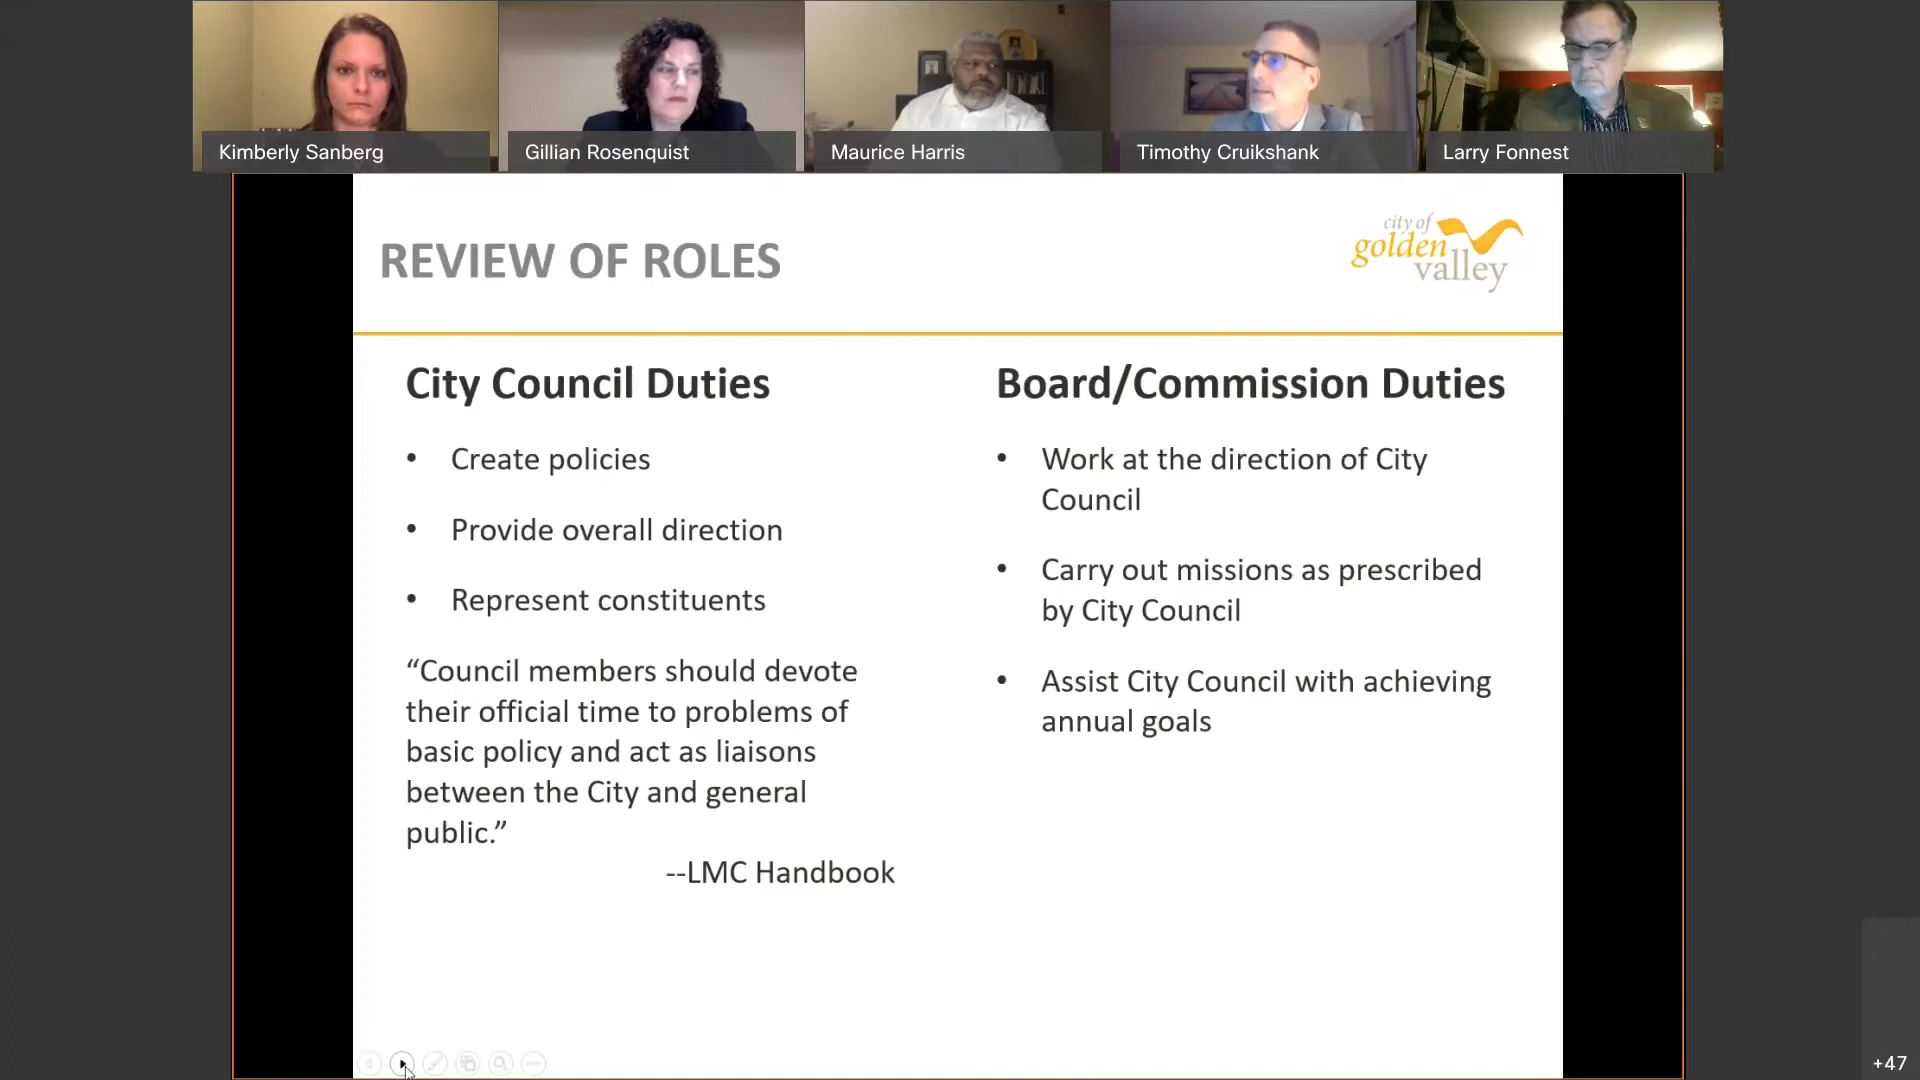 Kimberly Sanberg
Gillian Rosenquist
Maurice Harris
Timothy Cruikshank
Larry Fonnest
REVIEW OF ROLES
city of
golden
valley
City Council Duties
• Create policies
• Provide overall direction
• Represent constituents
“Council members should devote
their official time to problems of
basic policy and act as liaisons
between the City and general
public.”
--LMC Handbook
Board/Commission Duties
• Work at the direction of City
Council
• Carry out missions as prescribed
by City Council
• Assist City Council with achieving
annual goals
+47